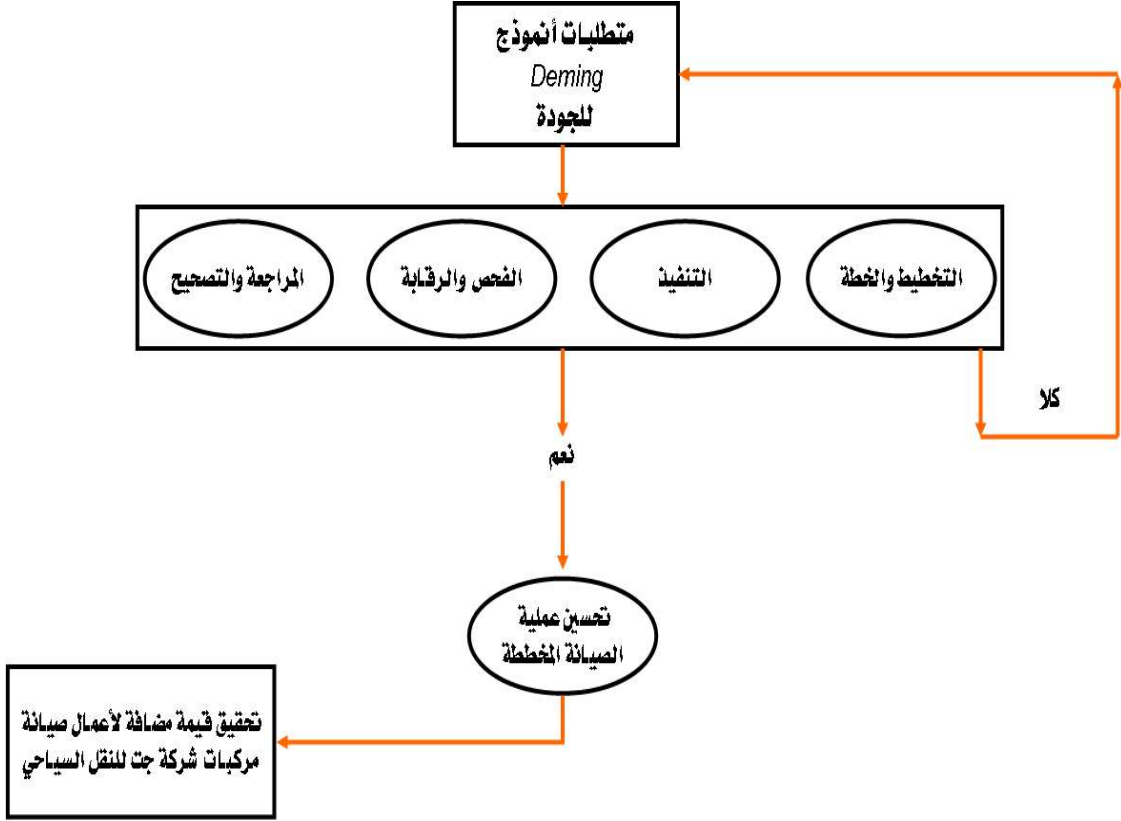 متطلبات أنموذج
Deming
للجودة
التخطيط والخطة
التنفيذ
الفحص والرقابة
المراجعة والتصحيح
كلا
نعم
تحسين عملية
الصيانة المخططة
تحقيق قيمة مضافة لأعمال صيانة
مركبات شركة جت للنقل السياحي